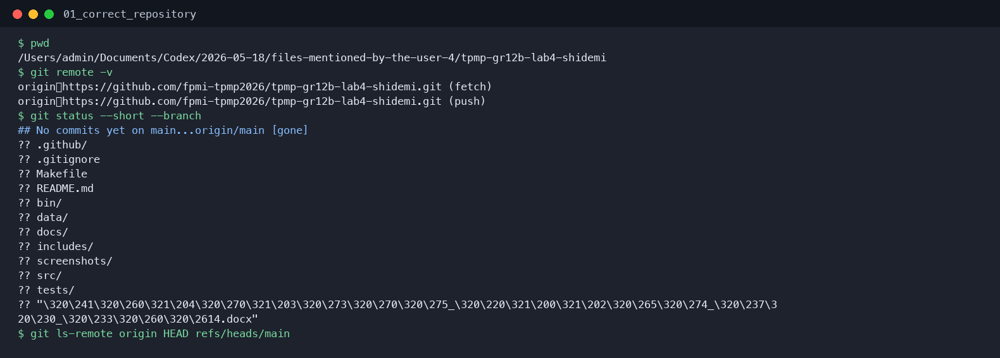 01_correct_repository
$ pwd
/Users/admin/Documents/Codex/2026-05-18/files-mentioned-by-the-user-4/tpmp-gr12b-lab4-shidemi
$ git remote -v
origin▯https://github.com/fpmi-tpmp2026/tpmp-gr12b-lab4-shidemi.git (fetch)
origin▯https://github.com/fpmi-tpmp2026/tpmp-gr12b-lab4-shidemi.git (push)
$ git status --short --branch
## No commits yet on main...origin/main [gone]
?? .github/
?? .gitignore
?? Makefile
?? README.md
?? bin/
?? data/
?? docs/
?? includes/
?? screenshots/
?? src/
?? tests/
?? "\320\241\320\260\321\204\320\270\321\203\320\273\320\270\320\275_\320\220\321\200\321\202\320\265\320\274_\320\237\3
20\230_\320\233\320\260\320\2614.docx"
$ git ls-remote origin HEAD refs/heads/main